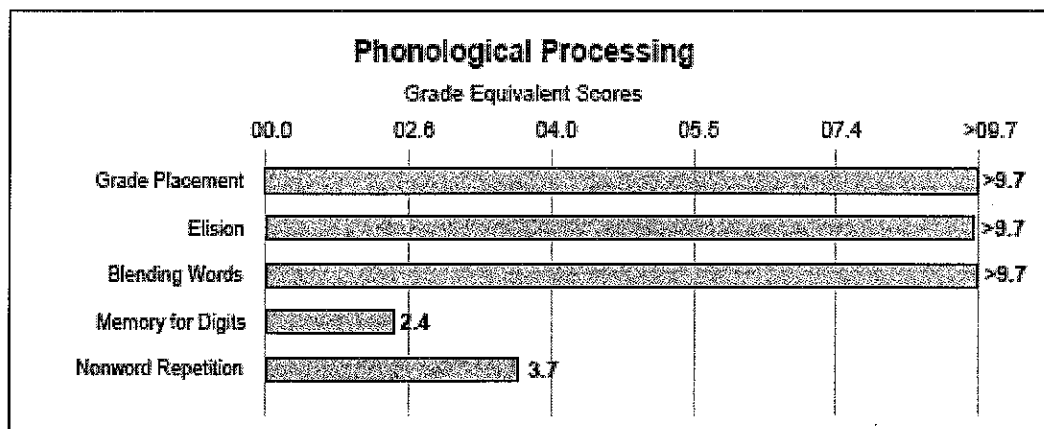 Phonological Processing
Grade Equivalent Scores
00.0 02.6 04.0 05.5 07.4 >09.7
Grade Placement >9.7
Elision >9.7
Blending Words >9.7
Memory for Digits 2.4
Nonword Repetition 3.7